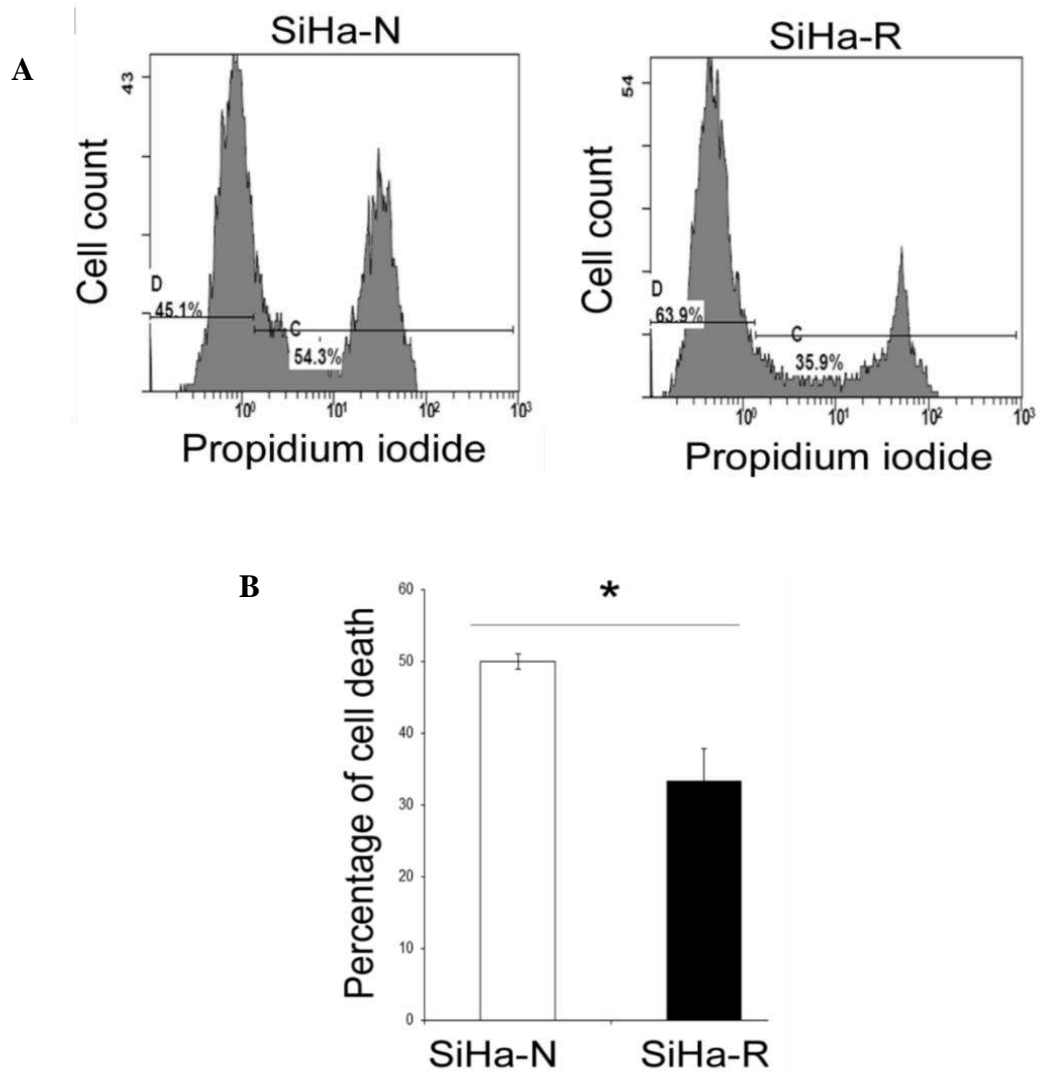 A
SiHa-N
43
Cell count
D
45.1%
C
54.3%
10⁰ 10¹ 10² 10³
Propidium iodide
SiHa-R
54
Cell count
D
63.9%
C
35.9%
10⁰ 10¹ 10² 10³
Propidium iodide
B
*
Percentage of cell death
60
50
40
30
20
10
0
SiHa-N SiHa-R